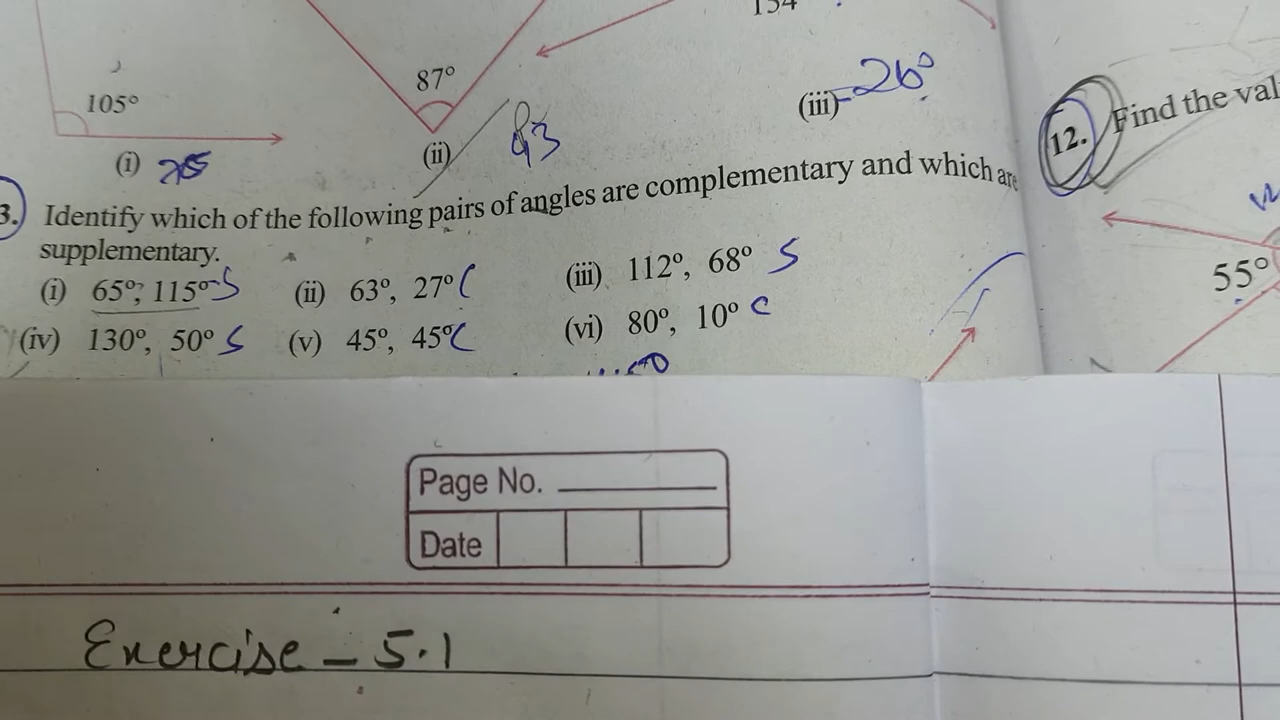 154
105°
87°
(i) 75
(ii) 93
(iii) 26°
3. Identify which of the following pairs of angles are complementary and which are
supplementary.
(i) 65°; 115° S (ii) 63°, 27° C (iii) 112°, 68° S
(iv) 130°, 50° S (v) 45°, 45° C (vi) 80°, 10° C
12. Find the val
55°
Page No.
Date
Exercise – 5.1